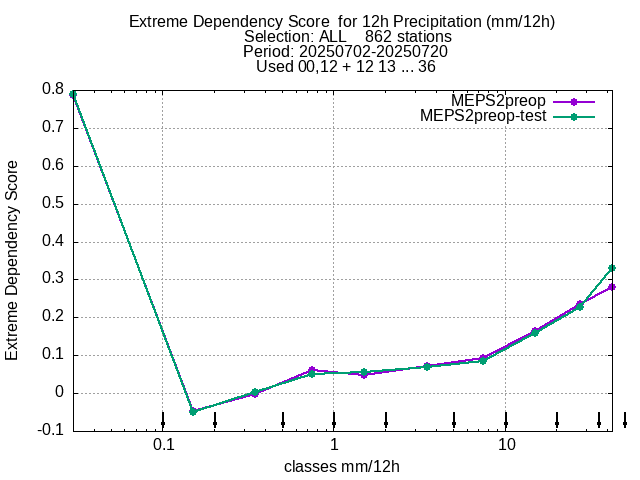 Extreme Dependency Score  for 12h Precipitation (mm/12h)
Selection: ALL    862 stations
Period: 20250702-20250720
Used 00,12 + 12 13 ... 36
MEPS2preop
MEPS2preop-test
Extreme Dependency Score
0.8
0.7
0.6
0.5
0.4
0.3
0.2
0.1
0
-0.1
0.1 1 10
classes mm/12h